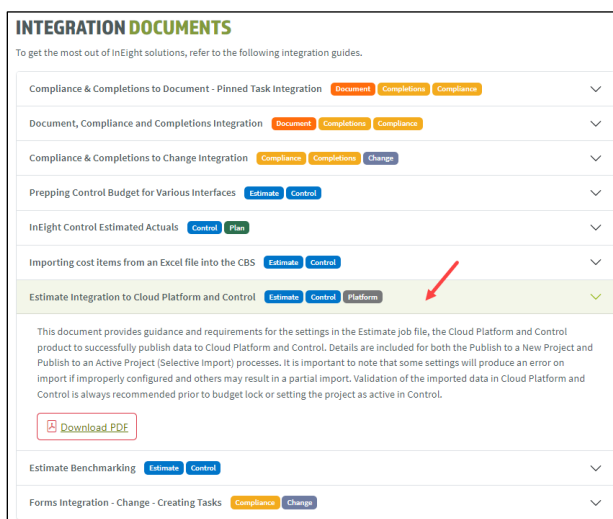 INTEGRATION DOCUMENTS
To get the most out of InEight solutions, refer to the following integration guides.
Compliance & Completions to Document - Pinned Task Integration Document Completions Compliance
Document, Compliance and Completions Integration Document Completions Compliance
Compliance & Completions to Change Integration Compliance Completions Change
Prepping Control Budget for Various Interfaces Estimate Control
InEight Control Estimated Actuals Control Plan
Importing cost items from an Excel file into the CBS Estimate Control
Estimate Integration to Cloud Platform and Control Estimate Control Platform
This document provides guidance and requirements for the settings in the Estimate job file, the Cloud Platform and Control
product to successfully publish data to Cloud Platform and Control. Details are included for both the Publish to a New Project and
Publish to an Active Project (Selective Import) processes. It is important to note that some settings will produce an error on
import if improperly configured and others may result in a partial import. Validation of the imported data in Cloud Platform and
Control is always recommended prior to budget lock or setting the project as active in Control.
Download PDF
Estimate Benchmarking Estimate Control
Forms Integration - Change - Creating Tasks Compliance Change